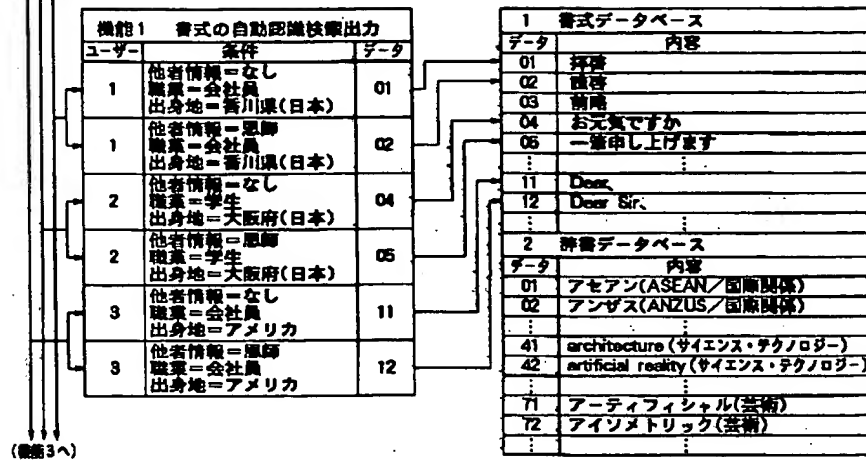 機能1 書式の自動認識検索出力
ユーザー 条件 データ
1 他者情報=なし 職業=会社員 出身地=香川県(日本) 01
1 他者情報=恩師 職業=会社員 出身地=香川県(日本) 02
2 他者情報=なし 職業=学生 出身地=大阪府(日本) 04
2 他者情報=恩師 職業=学生 出身地=大阪府(日本) 05
3 他者情報=なし 職業=会社員 出身地=アメリカ 11
3 他者情報=恩師 職業=会社員 出身地=アメリカ 12
(機能3へ)
1 書式データベース
データ 内容
01 拝啓
02 謹啓
03 前略
04 お元気ですか
05 一筆申し上げます
11 Dear、
12 Dear Sir、
2 辞書データベース
データ 内容
01 アセアン(ASEAN/国際関係)
02 アンザス(ANZUS/国際関係)
41 architecture(サイエンス・テクノロジー)
42 artificial reality(サイエンス・テクノロジー)
71 アーティフィシャル(芸術)
72 アイソメトリック(芸術)